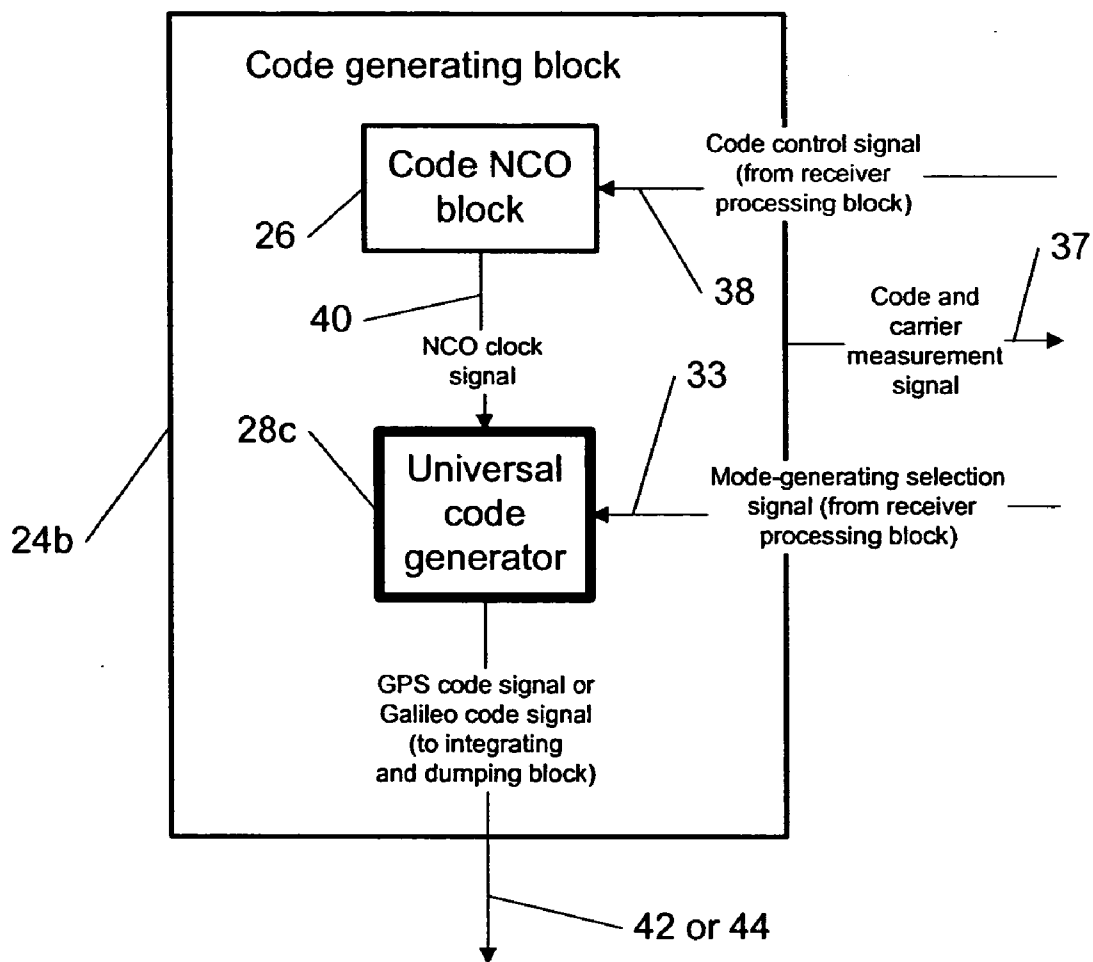 Code generating block
Code NCO
block
Code control signal
(from receiver
processing block)
26
38
37
40
Code and
carrier
measurement
signal
NCO clock
signal
33
28c
Universal
code
generator
Mode-generating selection
signal (from receiver
processing block)
24b
GPS code signal or
Galileo code signal
(to integrating
and dumping block)
42 or 44